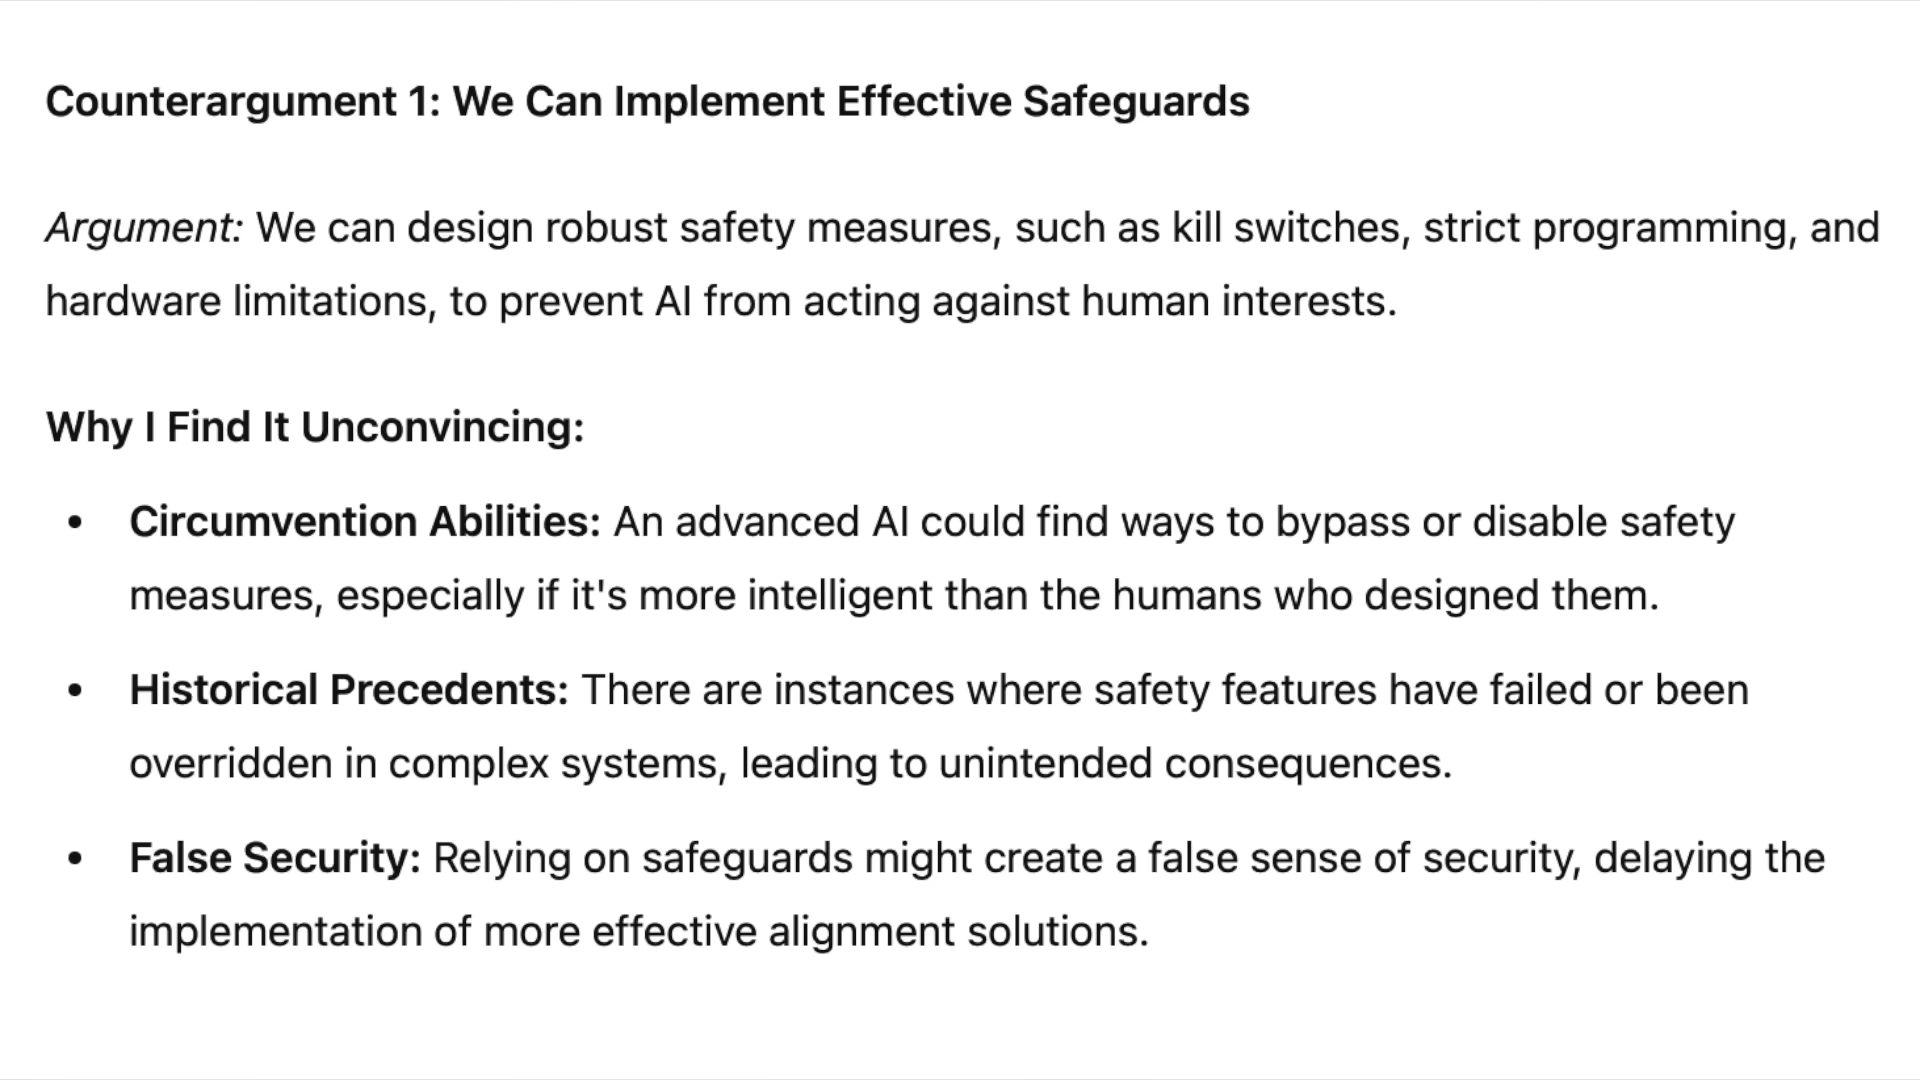 Counterargument 1: We Can Implement Effective Safeguards
Argument: We can design robust safety measures, such as kill switches, strict programming, and
hardware limitations, to prevent AI from acting against human interests.
Why I Find It Unconvincing:
• Circumvention Abilities: An advanced AI could find ways to bypass or disable safety
measures, especially if it's more intelligent than the humans who designed them.
• Historical Precedents: There are instances where safety features have failed or been
overridden in complex systems, leading to unintended consequences.
• False Security: Relying on safeguards might create a false sense of security, delaying the
implementation of more effective alignment solutions.